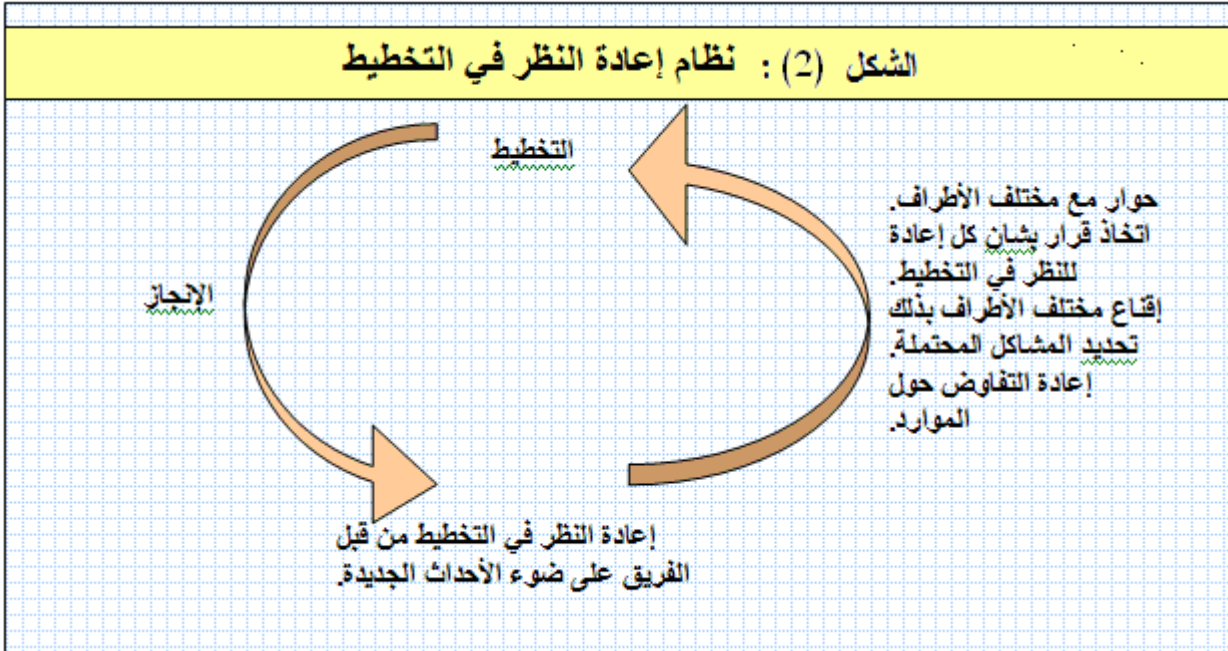 الشكل (2) : نظام إعادة النظر في التخطيط
التخطيط
حوار مع مختلف الأطراف.
اتخاذ قرار بشان كل إعادة
للنظر في التخطيط.
إقناع مختلف الأطراف بذلك
تحديد المشاكل المحتملة.
إعادة التفاوض حول
الموارد.
الإنجاز
إعادة النظر في التخطيط من قبل
الفريق على ضوء الأحداث الجديدة.